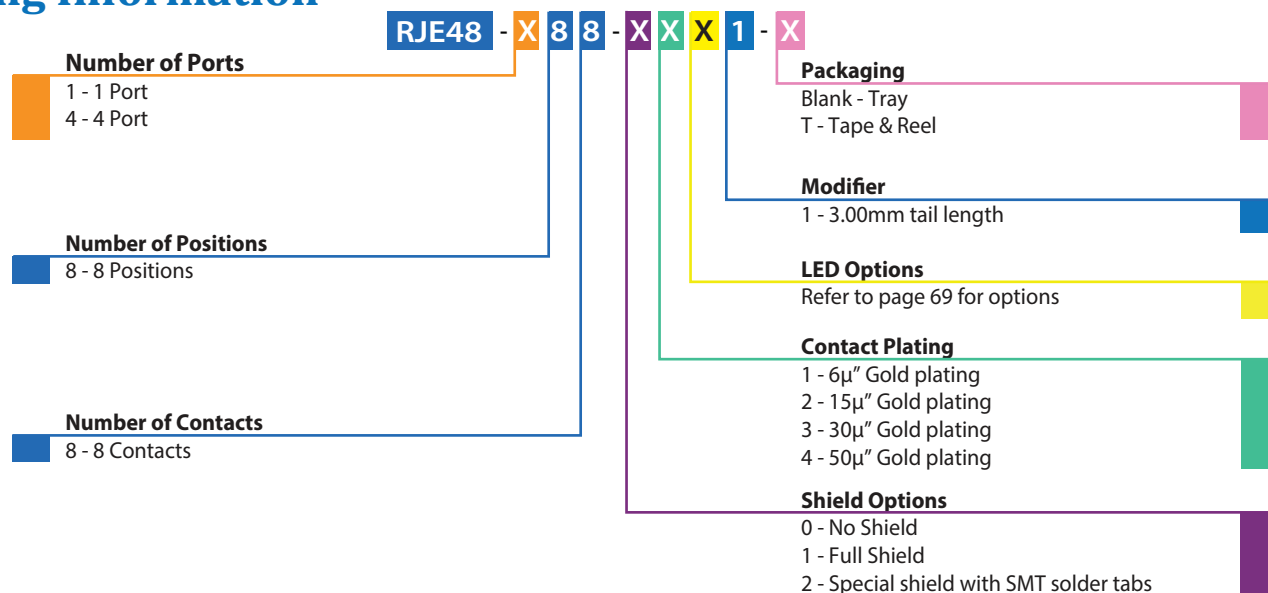 ng Information
RJE48 - X 8 8 - X X X 1 - X
Number of Ports
1 - 1 Port
4 - 4 Port
Number of Positions
8 - 8 Positions
Number of Contacts
8 - 8 Contacts
Packaging
Blank - Tray
T - Tape & Reel
Modifier
1 - 3.00mm tail length
LED Options
Refer to page 69 for options
Contact Plating
1 - 6µ” Gold plating
2 - 15µ” Gold plating
3 - 30µ” Gold plating
4 - 50µ” Gold plating
Shield Options
0 - No Shield
1 - Full Shield
2 - Special shield with SMT solder tabs